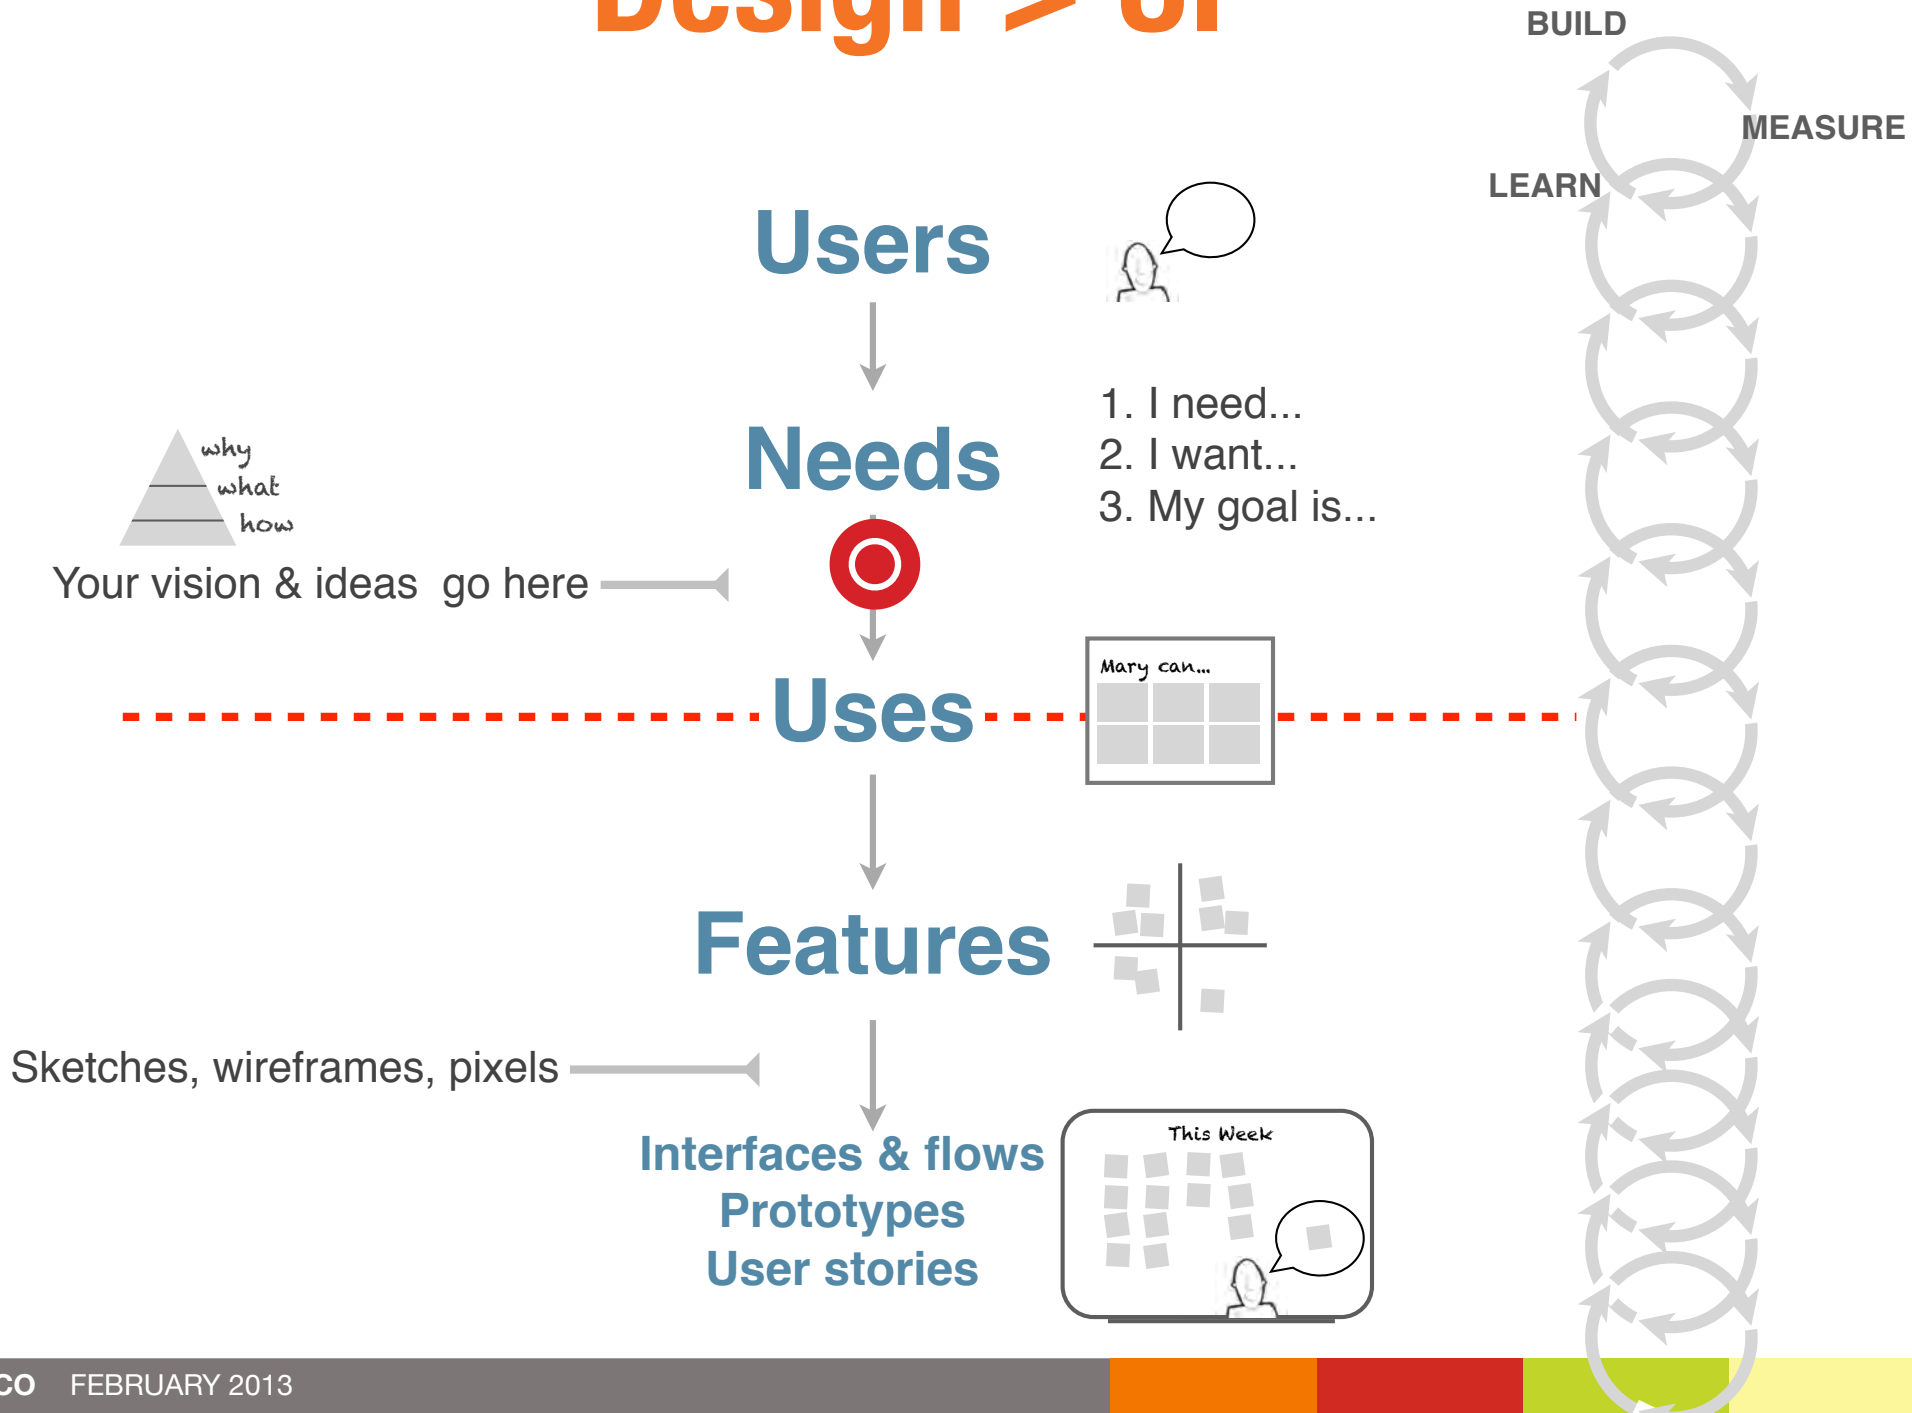 Design > UI
BUILD
MEASURE
LEARN
Users
Needs
1. I need...
2. I want...
3. My goal is...
why
what
how
Your vision & ideas go here
Mary can...
Uses
Features
Sketches, wireframes, pixels
Interfaces & flows
Prototypes
User stories
This Week
CO FEBRUARY 2013